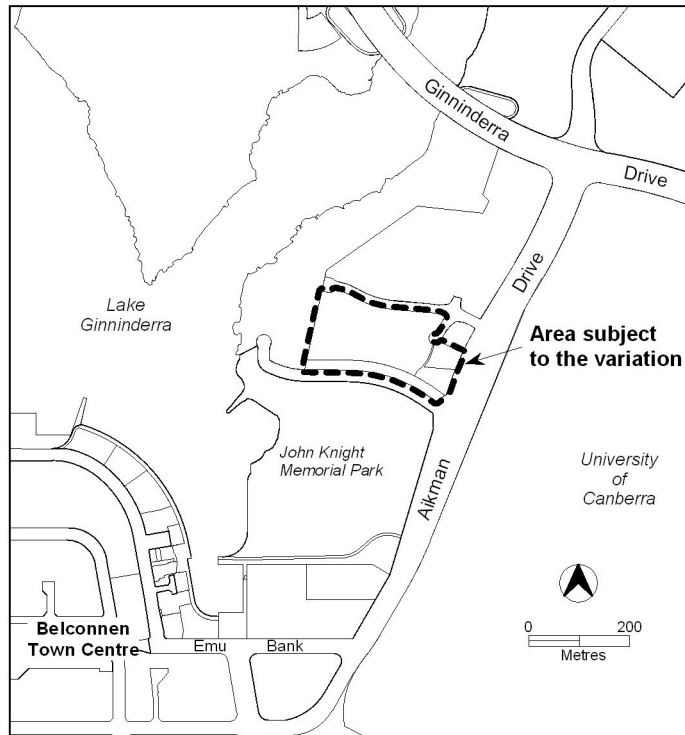 Ginninderra
Drive
Drive
Lake
Ginninderra
Area subject
to the variation
John Knight
Memorial Park
University
of
Canberra
Aikman
Belconnen
Town Centre
Emu Bank
0 200
Metres